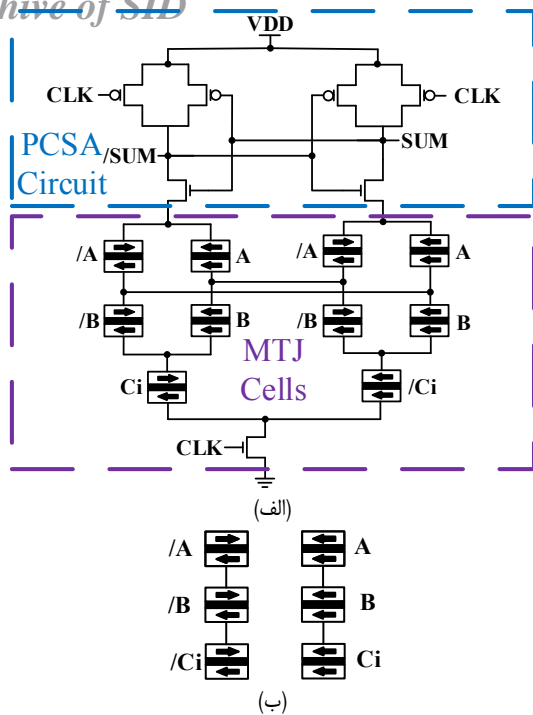 hive of SID
VDD
CLK
CLK
PCSA
Circuit
/SUM
SUM
/A
A
/A
A
/B
B
/B
B
MTJ
Cells
Ci
/Ci
CLK
(الف)
/A
A
/B
B
/Ci
Ci
(ب)